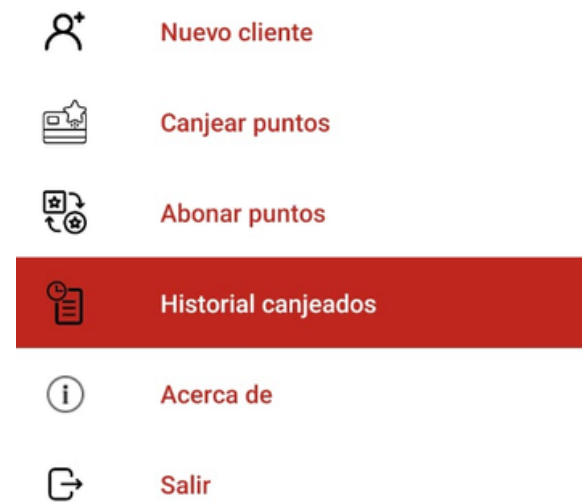 Nuevo cliente
Canjear puntos
Abonar puntos
Historial canjeados
Acerca de
Salir